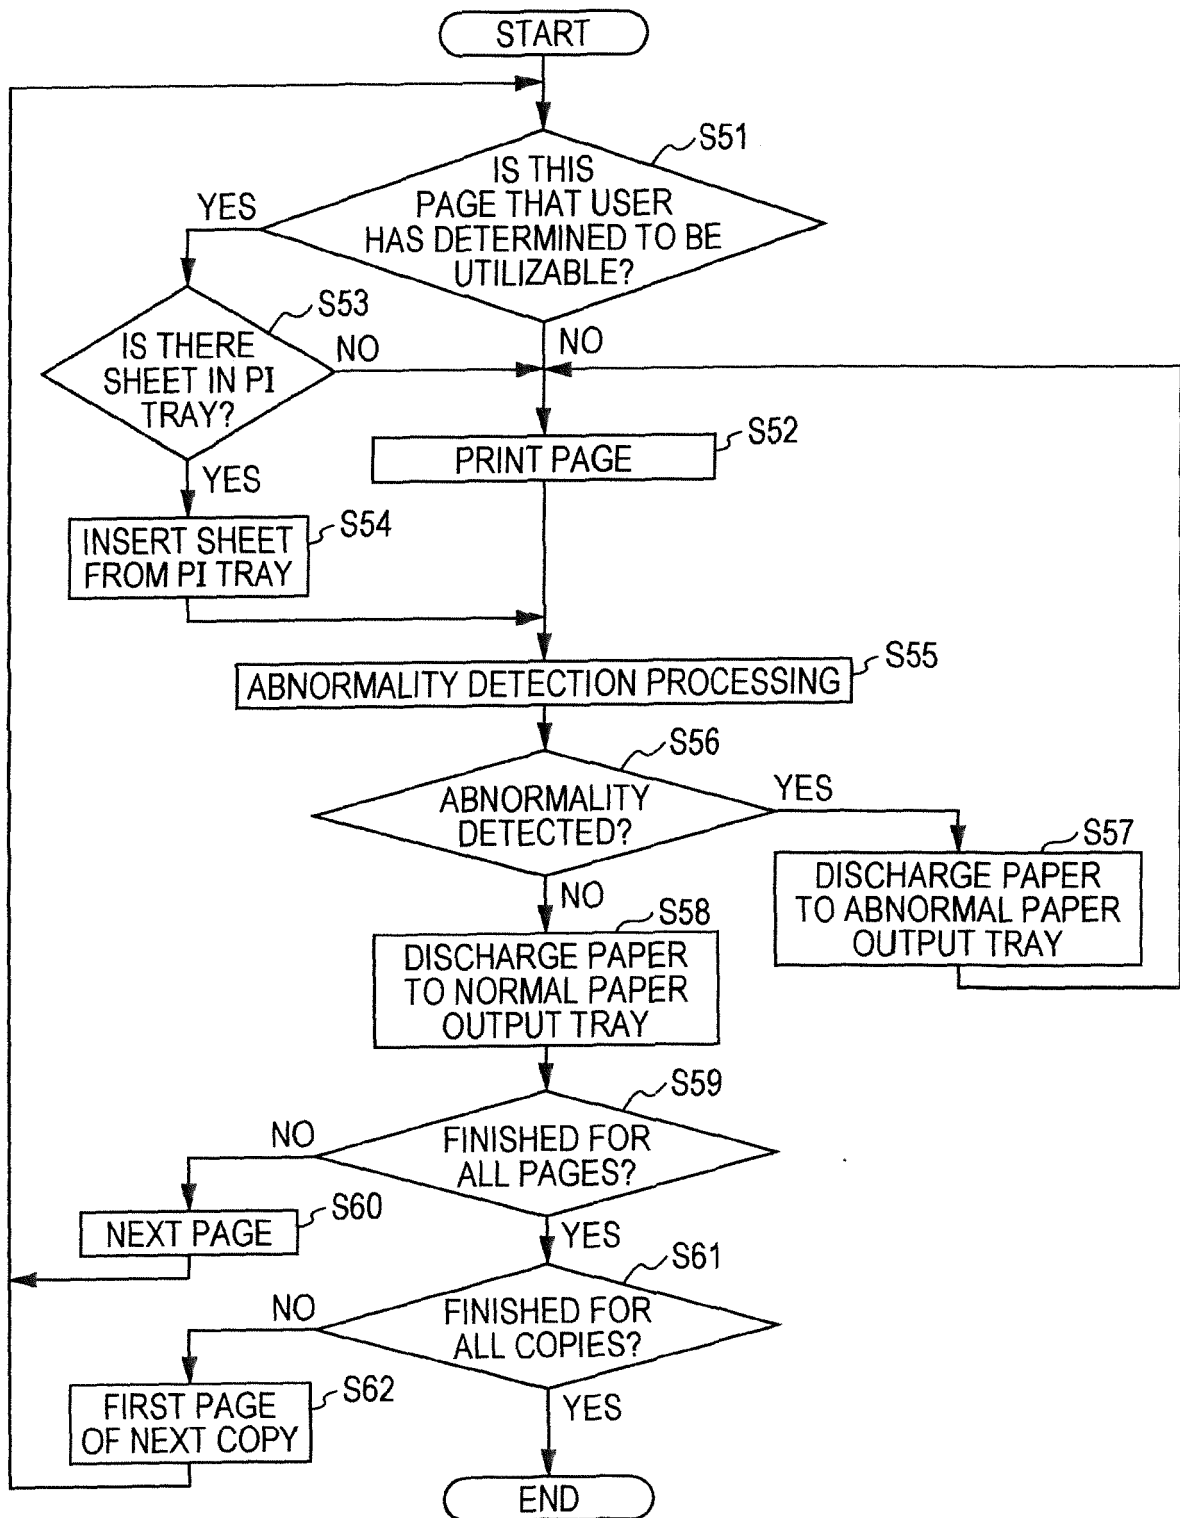 START
S51
IS THIS
PAGE THAT USER
HAS DETERMINED TO BE
UTILIZABLE?
YES
NO
S53
IS THERE
SHEET IN PI
TRAY?
NO
YES
S52
PRINT PAGE
S54
INSERT SHEET
FROM PI TRAY
S55
ABNORMALITY DETECTION PROCESSING
S56
ABNORMALITY
DETECTED?
YES
NO
S57
DISCHARGE PAPER
TO ABNORMAL PAPER
OUTPUT TRAY
S58
DISCHARGE PAPER
TO NORMAL PAPER
OUTPUT TRAY
S59
FINISHED FOR
ALL PAGES?
NO
YES
S60
NEXT PAGE
S61
FINISHED FOR
ALL COPIES?
NO
YES
S62
FIRST PAGE
OF NEXT COPY
END